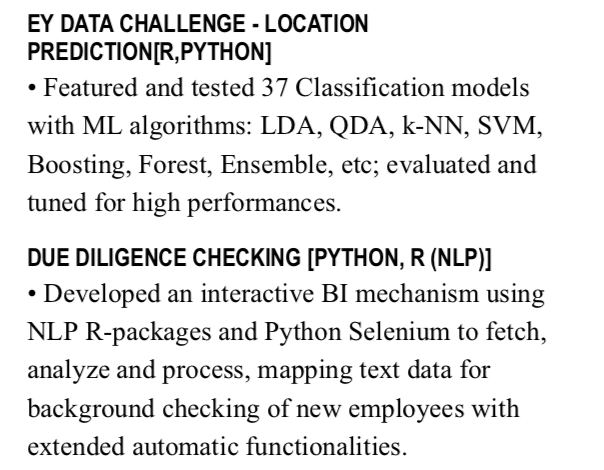 EY DATA CHALLENGE - LOCATION
PREDICTION[R,PYTHON]
• Featured and tested 37 Classification models
with ML algorithms: LDA, QDA, k-NN, SVM,
Boosting, Forest, Ensemble, etc; evaluated and
tuned for high performances.
DUE DILIGENCE CHECKING [PYTHON, R (NLP)]
• Developed an interactive BI mechanism using
NLP R-packages and Python Selenium to fetch,
analyze and process, mapping text data for
background checking of new employees with
extended automatic functionalities.